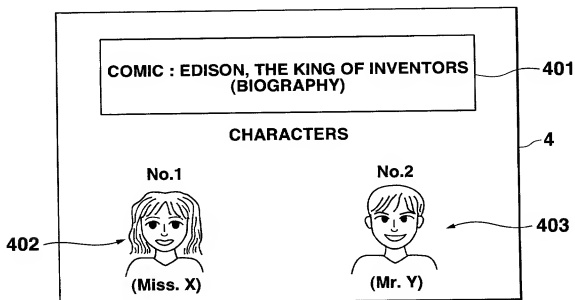 COMIC : EDISON, THE KING OF INVENTORS
(BIOGRAPHY)
401
CHARACTERS
4
No.1
No.2
402
403
(Miss. X)
(Mr. Y)